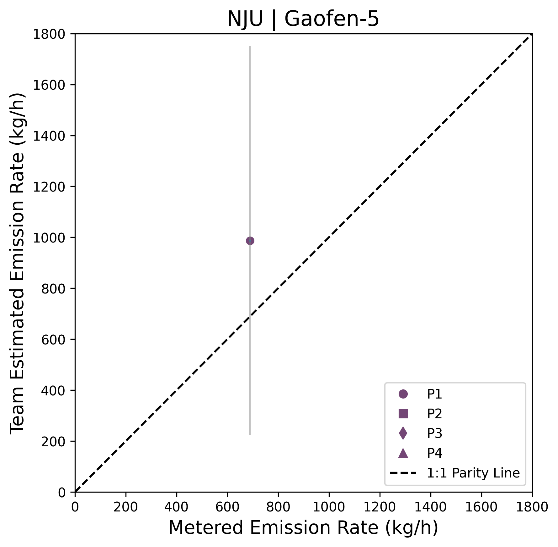 NJU | Gaofen-5
Team Estimated Emission Rate (kg/h)
1800
1600
1400
1200
1000
800
600
400
200
0
P1
P2
P3
P4
1:1 Parity Line
0 200 400 600 800 1000 1200 1400 1600 1800
Metered Emission Rate (kg/h)